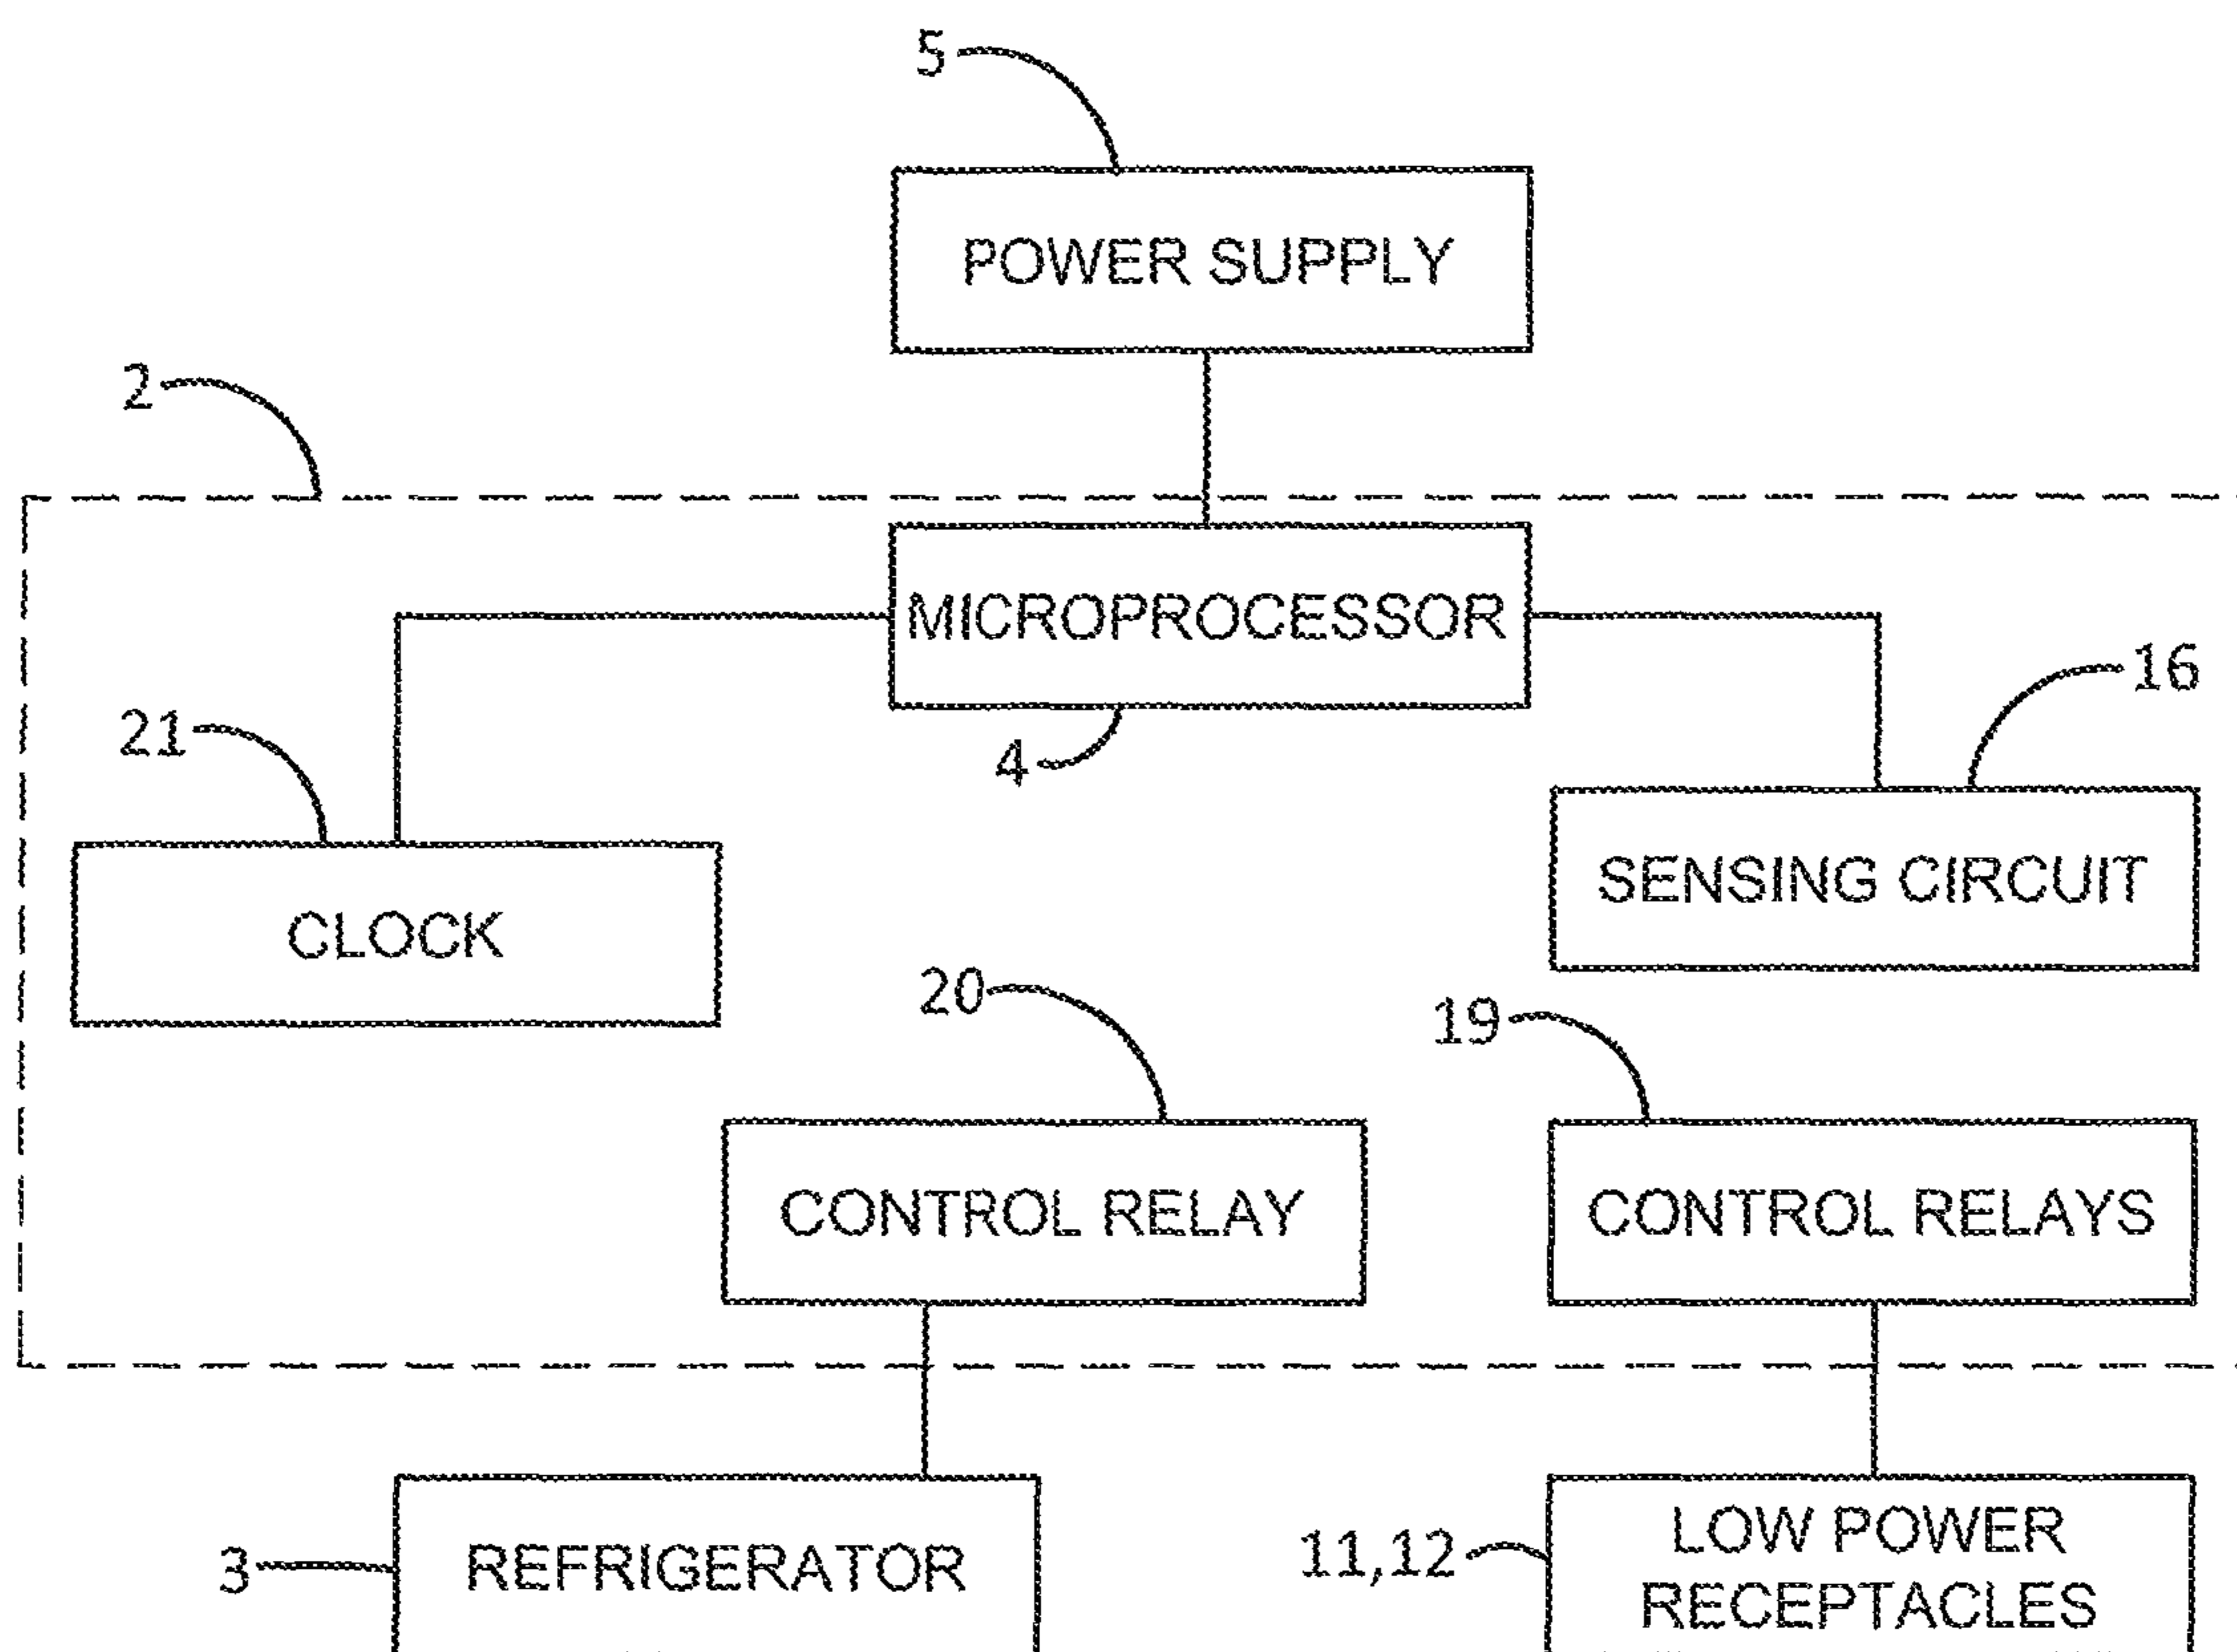 5
POWER SUPPLY
2
MICROPROCESSOR
16
21
4
SENSING CIRCUIT
CLOCK
20
19
CONTROL RELAY
CONTROL RELAYS
3
REFRIGERATOR
11,12
LOW POWER
RECEPTACLES